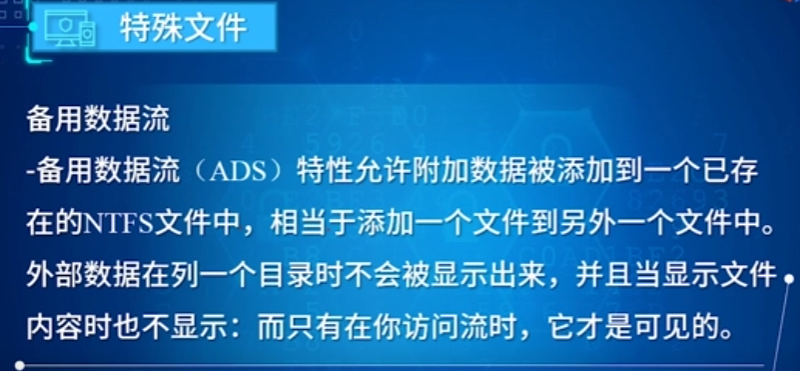 特殊文件
备用数据流
-备用数据流（ADS）特性允许附加数据被添加到一个已存
在的NTFS文件中，相当于添加一个文件到另外一个文件中。
外部数据在列一个目录时不会被显示出来，并且当显示文件
内容时也不显示：而只有在你访问流时，它才是可见的。